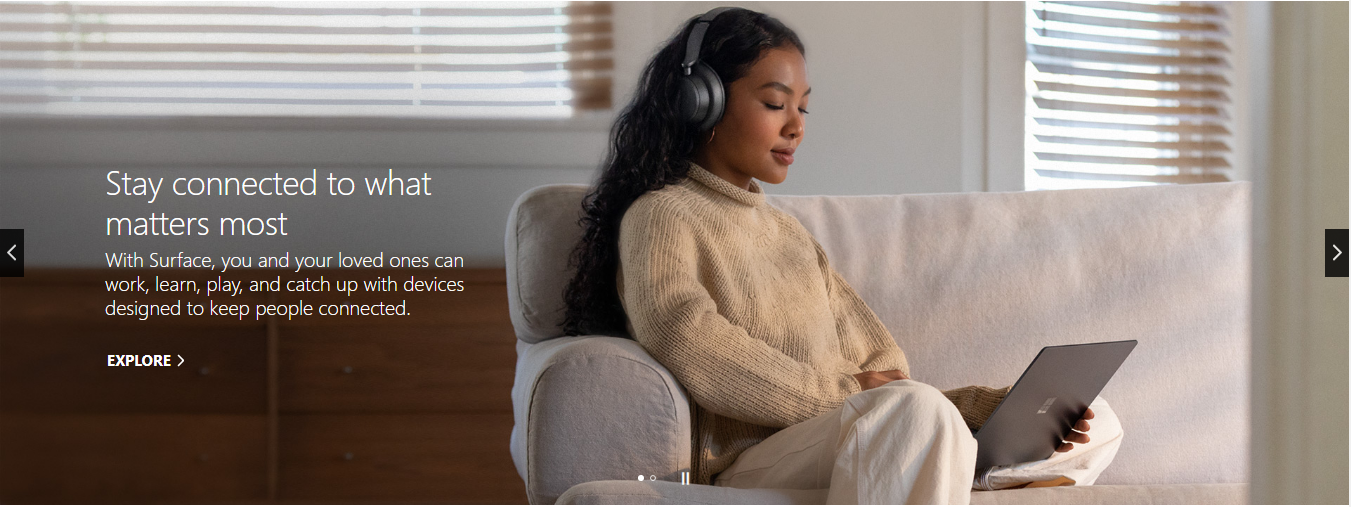 Stay connected to what
matters most
With Surface, you and your loved ones can
work, learn, play, and catch up with devices
designed to keep people connected.
EXPLORE